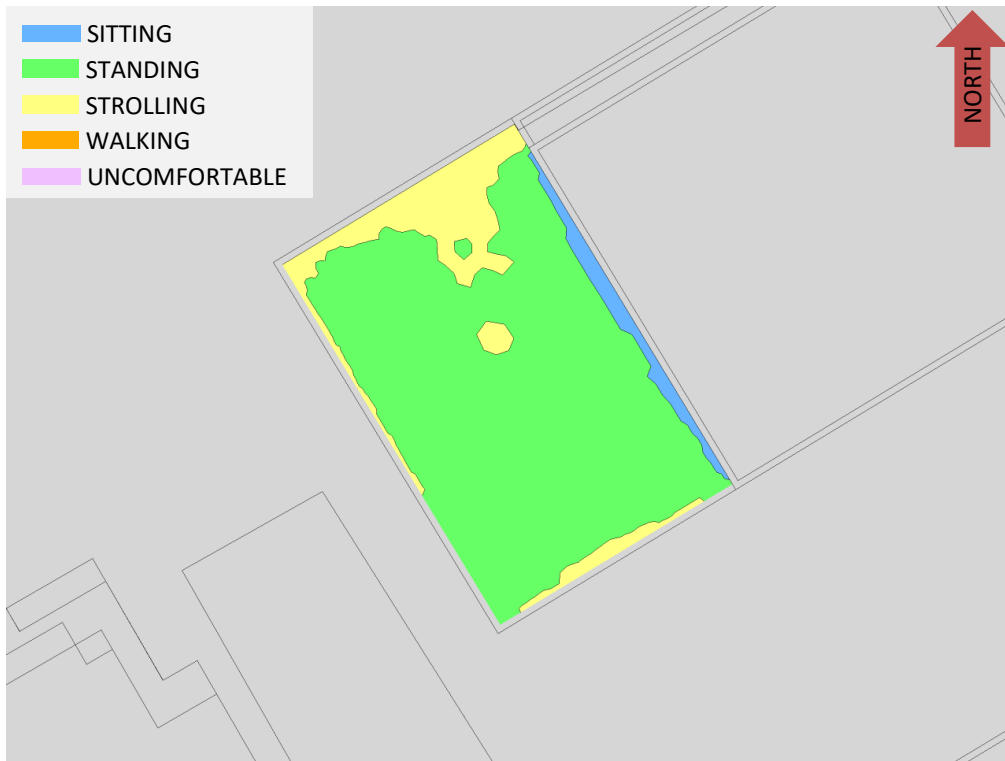 SITTING
STANDING
STROLLING
WALKING
UNCOMFORTABLE
NORTH